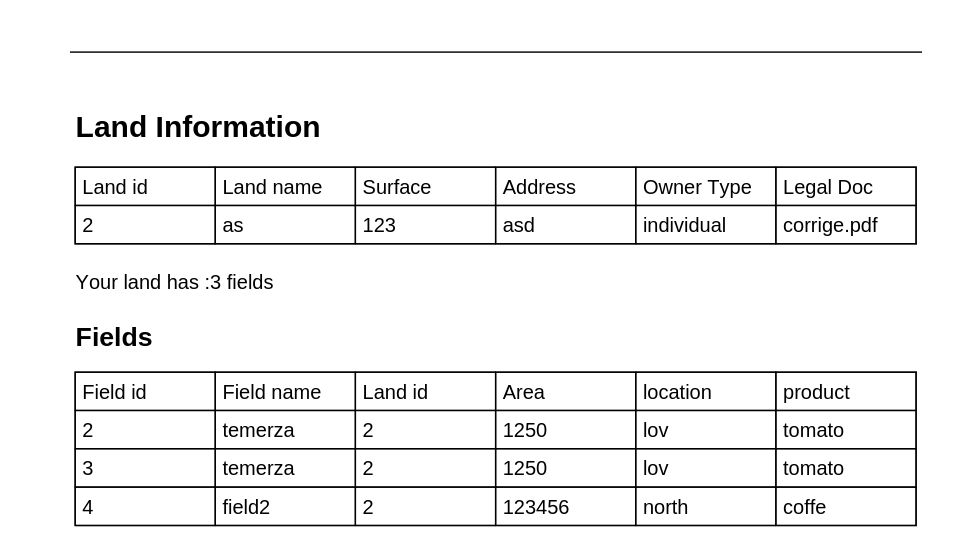 Land Information
Land id Land name Surface Address Owner Type Legal Doc
2 as 123 asd individual corrige.pdf
Your land has :3 fields
Fields
Field id Field name Land id Area location product
2 temerza 2 1250 lov tomato
3 temerza 2 1250 lov tomato
4 field2 2 123456 north coffe